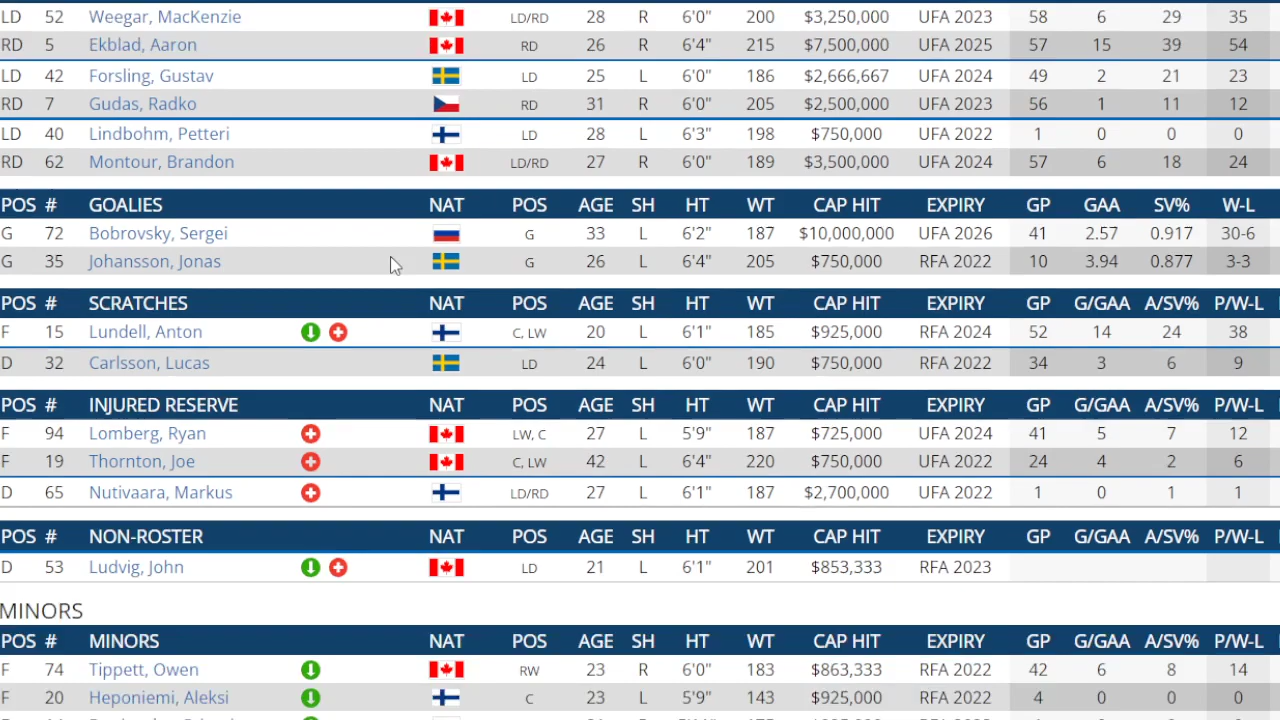 LD 52 Weegar, MacKenzie LD/RD 28 R 6'0" 200 $3,250,000 UFA 2023 58 6 29 35
RD 5 Ekblad, Aaron RD 26 R 6'4" 215 $7,500,000 UFA 2025 57 15 39 54
LD 42 Forsling, Gustav LD 25 L 6'0" 186 $2,666,667 UFA 2024 49 2 21 23
RD 7 Gudas, Radko RD 31 R 6'0" 205 $2,500,000 UFA 2023 56 1 11 12
LD 40 Lindbohm, Petteri LD 28 L 6'3" 198 $750,000 UFA 2022 1 0 0 0
RD 62 Montour, Brandon LD/RD 27 R 6'0" 189 $3,500,000 UFA 2024 57 6 18 24
POS # GOALIES NAT POS AGE SH HT WT CAP HIT EXPIRY GP GAA SV% W-L
G 72 Bobrovsky, Sergei G 33 L 6'2" 187 $10,000,000 UFA 2026 41 2.57 0.917 30-6
G 35 Johansson, Jonas G 26 L 6'4" 205 $750,000 RFA 2022 10 3.94 0.877 3-3
POS # SCRATCHES NAT POS AGE SH HT WT CAP HIT EXPIRY GP G/GAA A/SV% P/W-L
F 15 Lundell, Anton C, LW 20 L 6'1" 185 $925,000 RFA 2024 52 14 24 38
D 32 Carlsson, Lucas LD 24 L 6'0" 190 $750,000 RFA 2022 34 3 6 9
POS # INJURED RESERVE NAT POS AGE SH HT WT CAP HIT EXPIRY GP G/GAA A/SV% P/W-L
F 94 Lomberg, Ryan LW, C 27 L 5'9" 187 $725,000 UFA 2024 41 5 7 12
F 19 Thornton, Joe C, LW 42 L 6'4" 220 $750,000 UFA 2022 24 4 2 6
D 65 Nutivaara, Markus LD/RD 27 L 6'1" 187 $2,700,000 UFA 2022 1 0 1 1
POS # NON-ROSTER NAT POS AGE SH HT WT CAP HIT EXPIRY GP G/GAA A/SV% P/W-L
D 53 Ludvig, John LD 21 L 6'1" 201 $853,333 RFA 2023
MINORS
POS # MINORS NAT POS AGE SH HT WT CAP HIT EXPIRY GP G/GAA A/SV% P/W-L
F 74 Tippett, Owen RW 23 R 6'0" 183 $863,333 RFA 2022 42 6 8 14
F 20 Heponiemi, Aleksi C 23 L 5'9" 143 $925,000 RFA 2022 4 0 0 0